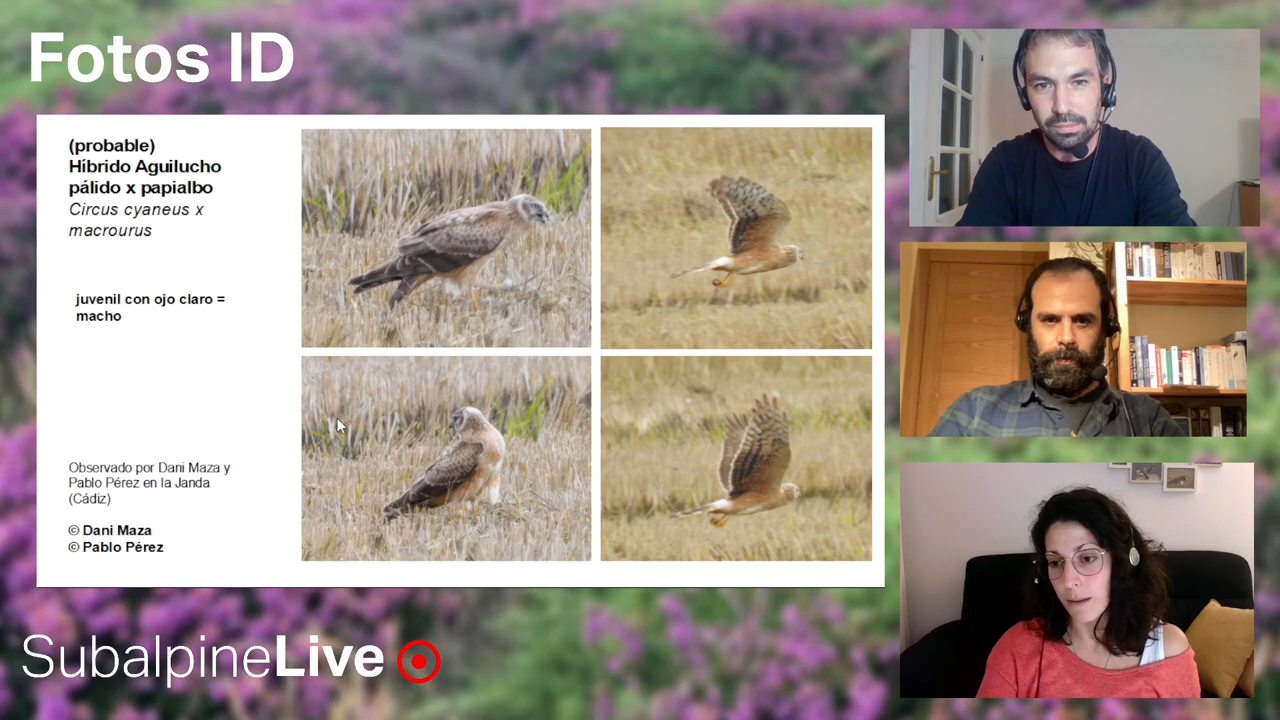 Fotos ID
(probable)
Híbrido Aguilucho
pálido x papialbo
Circus cyaneus x
macrourus
juvenil con ojo claro =
macho
Observado por Dani Maza y
Pablo Pérez en la Janda
(Cádiz)
© Dani Maza
© Pablo Pérez
SubalpineLive